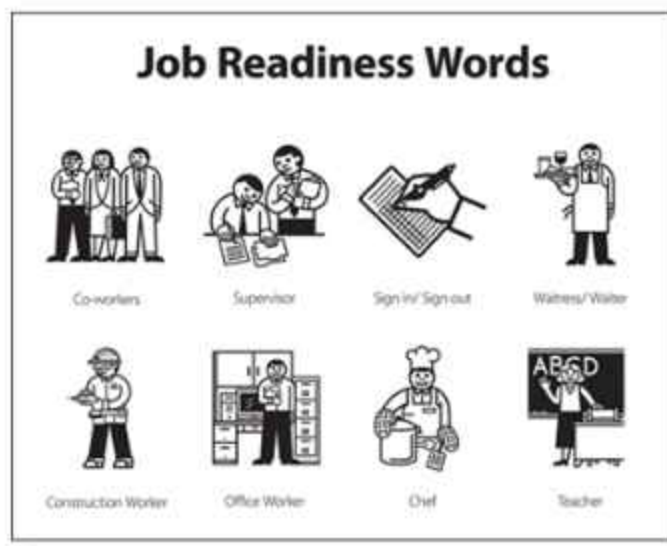 Job Readiness Words
Co-workers
Supervisor
Sign in/ Sign out
Waitress/ Waiter
ABCD
Construction Worker
Office Worker
Chef
Teacher